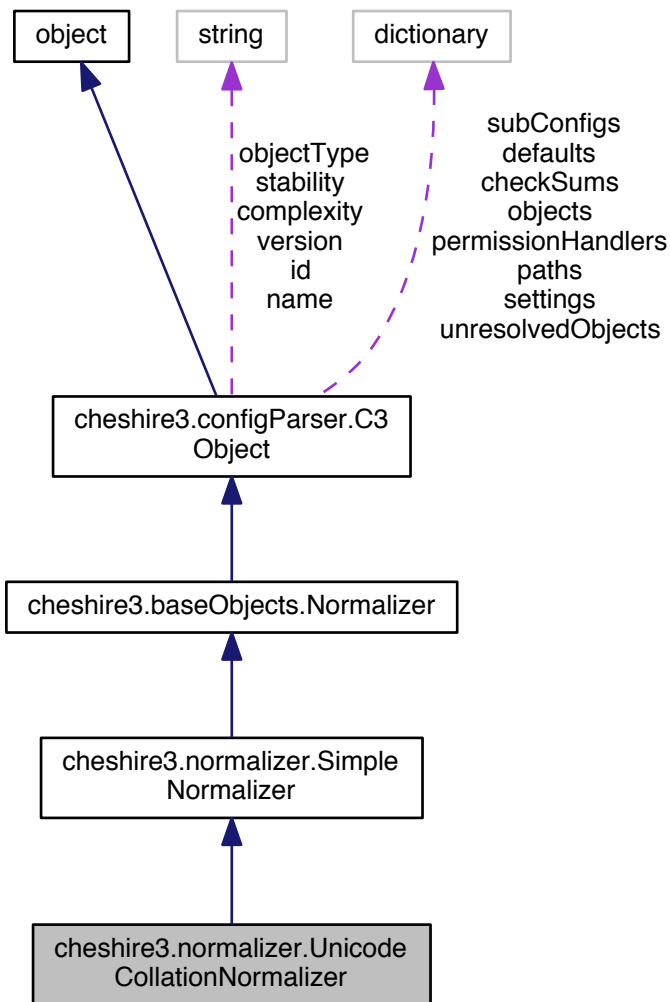 object
string
dictionary
objectType
stability
complexity
version
id
name
subConfigs
defaults
checkSums
objects
permissionHandlers
paths
settings
unresolvedObjects
cheshire3.configParser.C3
Object
cheshire3.baseObjects.Normalizer
cheshire3.normalizer.Simple
Normalizer
cheshire3.normalizer.Unicode
CollationNormalizer